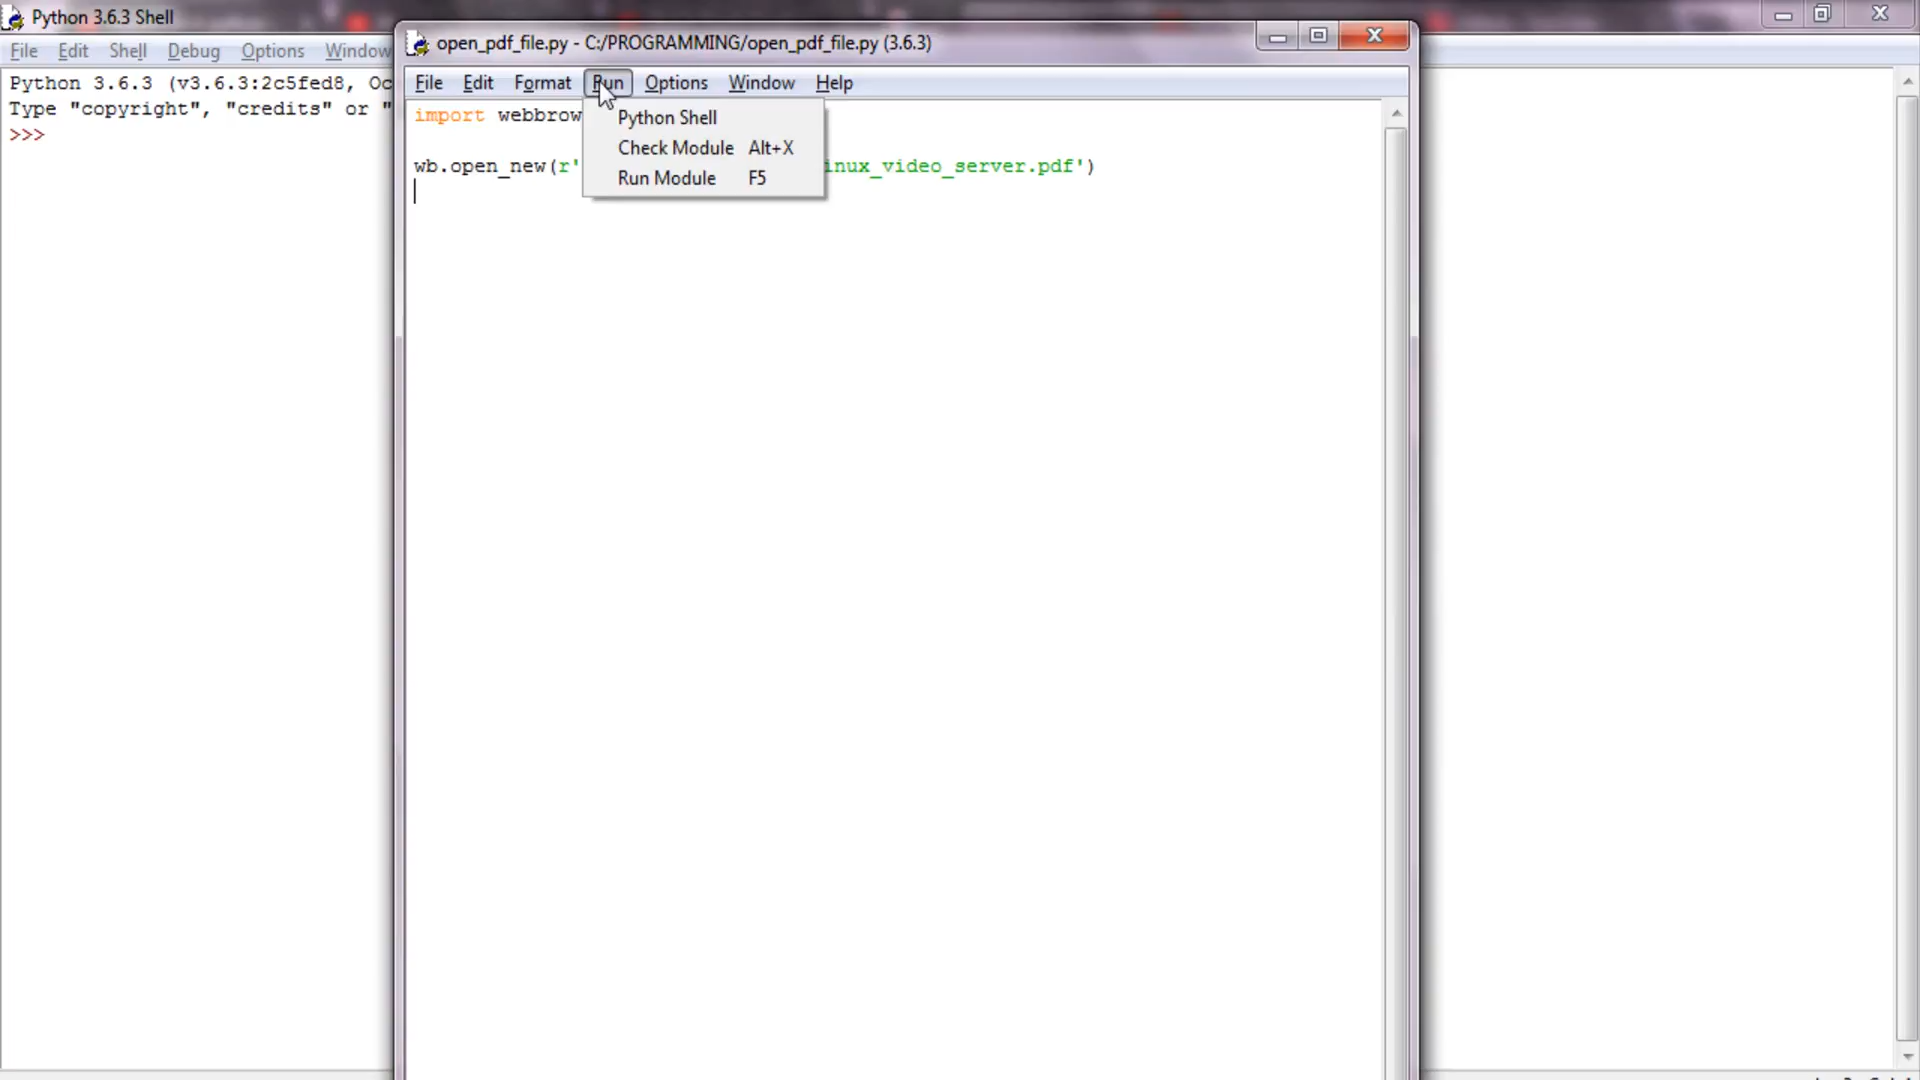 Python 3.6.3 Shell
File Edit Shell Debug Options Window
Python 3.6.3 (v3.6.3:2c5fed8, Oc
Type "copyright", "credits" or "
>>>
open_pdf_file.py - C:/PROGRAMMING/open_pdf_file.py (3.6.3)
File Edit Format Run Options Window Help
import webbrow
wb.open_new(r' inux_video_server.pdf')
Python Shell
Check Module Alt+X
Run Module F5